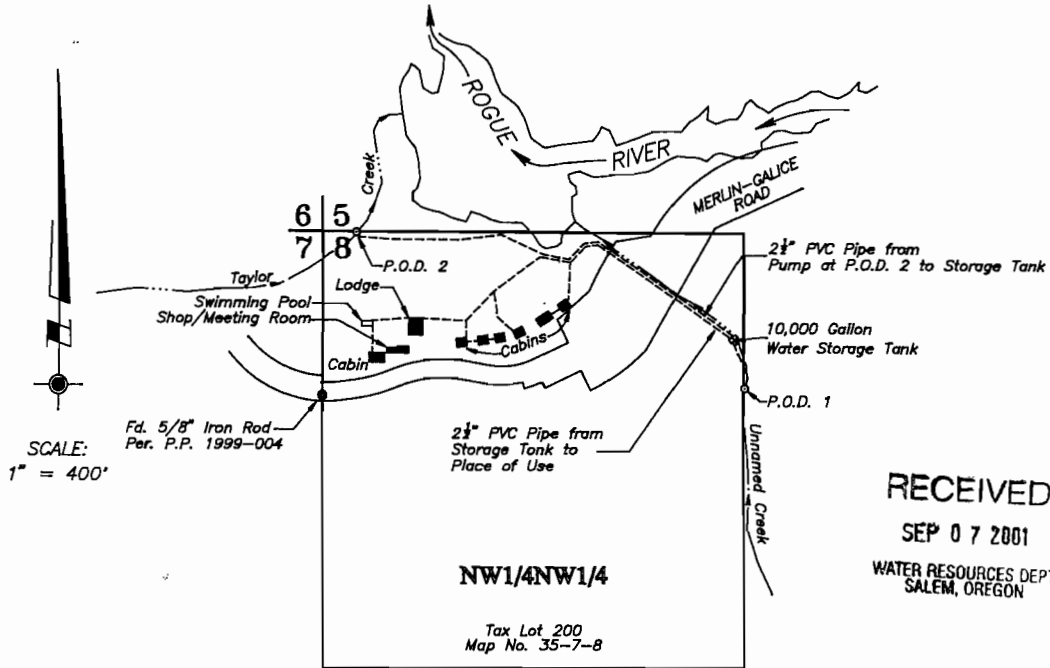 ROGUE
RIVER
MERLIN-GALICE
ROAD
Creek
6 5
7 8
P.O.D. 2
Taylor
Lodge
Swimming Pool
Shop/Meeting Room
Cabin
Cabins
2½" PVC Pipe from
Pump at P.O.D. 2 to Storage Tank
10,000 Gallon
Water Storage Tank
P.O.D. 1
Fd. 5/8" Iron Rod
Per. P.P. 1999-004
SCALE:
1" = 400'
2½" PVC Pipe from
Storage Tank to
Place of Use
Unnamed Creek
RECEIVED
SEP 07 2001
WATER RESOURCES DEPT
SALEM, OREGON
NW1/4NW1/4
Tax Lot 200
Map No. 35-7-8